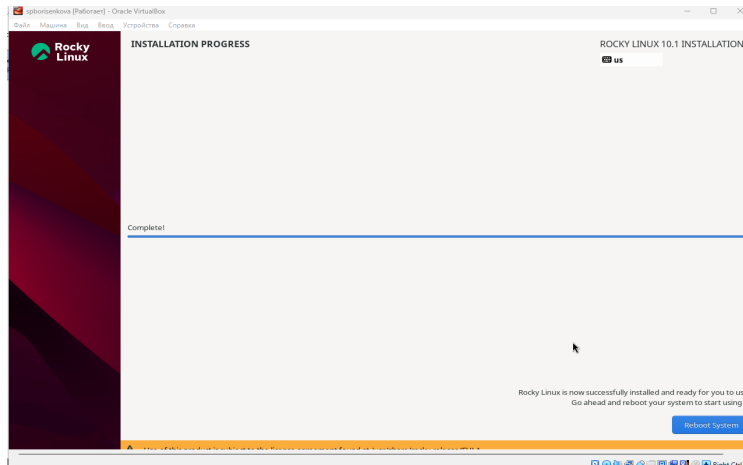 spborisenkova [Работает] - Oracle VirtualBox
Файл Машина Вид Ввод Устройства Справка
Rocky
Linux
INSTALLATION PROGRESS
ROCKY LINUX 10.1 INSTALLATION
us
Complete!
Rocky Linux is now successfully installed and ready for you to us
Go ahead and reboot your system to start using
Reboot System
Right Ctrl